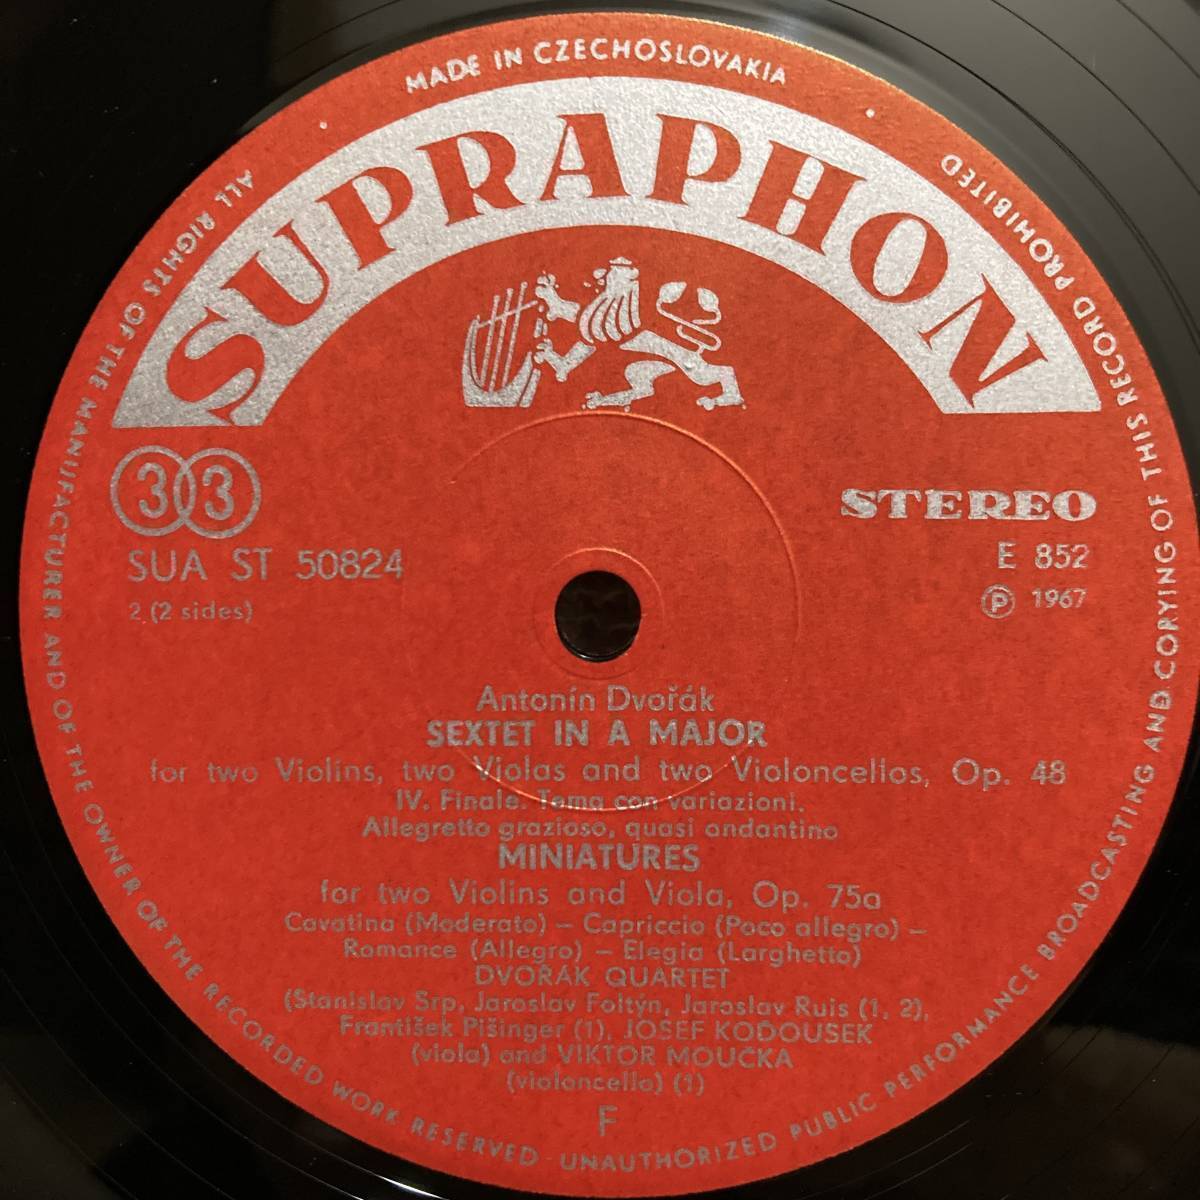 MADE IN CZECHOSLOVAKIA
SUPRAPHON
33
STEREO
SUA ST 50824
E 852
2 (2 sides)
℗ 1967
Antonín Dvořák
SEXTET IN A MAJOR
for two Violins, two Violas and two Violoncellos, Op. 48
IV. Finale. Tema con variazioni.
Allegretto grazioso, quasi andantino
MINIATURES
for two Violins and Viola, Op. 75a
Cavatina (Moderato) – Capriccio (Poco allegro) –
Romance (Allegro) – Elegia (Larghetto)
DVOŘÁK QUARTET
(Stanislav Srp, Jaroslav Foltýn, Jaroslav Ruis (1, 2),
František Pišinger (1), JOSEF KOĎOUSEK
(viola) and VIKTOR MOUČKA
(violoncello) (1)
F
ALL RIGHTS OF THE MANUFACTURER AND OF THE OWNER OF THE RECORDED WORK RESERVED - UNAUTHORIZED PUBLIC PERFORMANCE BROADCASTING AND CORYING OF THIS RECORD PROHIBITED